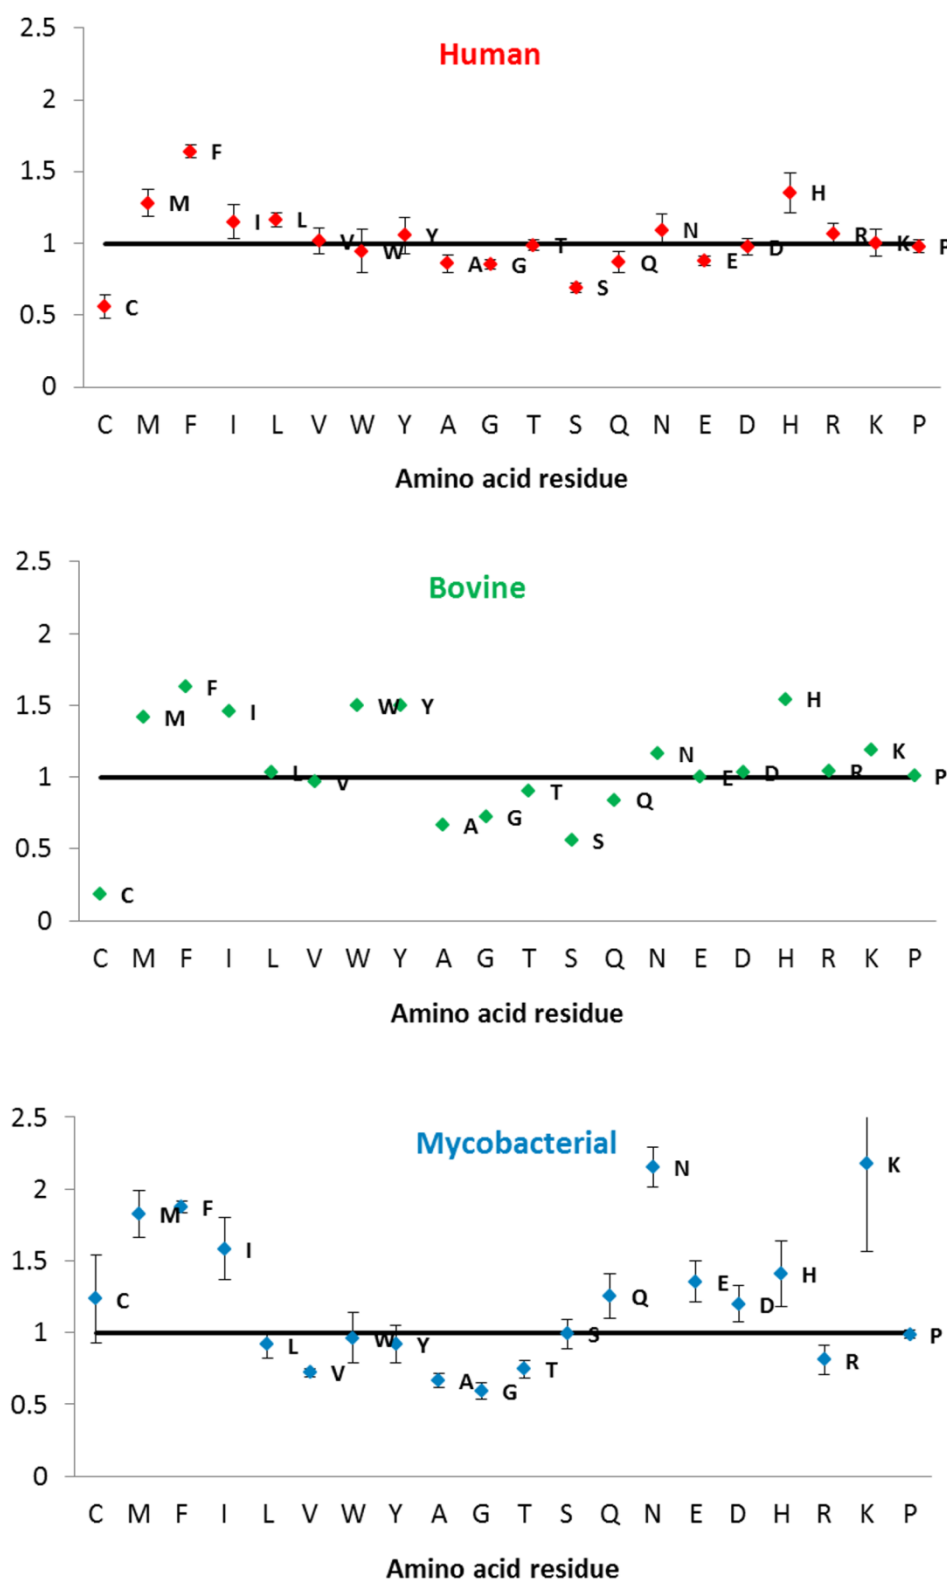 2.5
Human
2
1.5
F
H
M
I
L
N
R
Y
V
W
T
D
K
P
1
A
G
Q
E
S
C
0.5
0
C M F I L V W Y A G T S Q N E D H R K P
Amino acid residue
2.5
Bovine
2
1.5
F
M
I
W
Y
H
N
K
1
L
V
E
D
R
P
T
A
G
Q
S
0.5
C
0
C M F I L V W Y A G T S Q N E D H R K P
Amino acid residue
2.5
Mycobacterial
2
N
K
M
F
1.5
I
C
Q
E
D
H
1
L
W
Y
S
P
V
A
G
T
R
0.5
0
C M F I L V W Y A G T S Q N E D H R K P
Amino acid residue